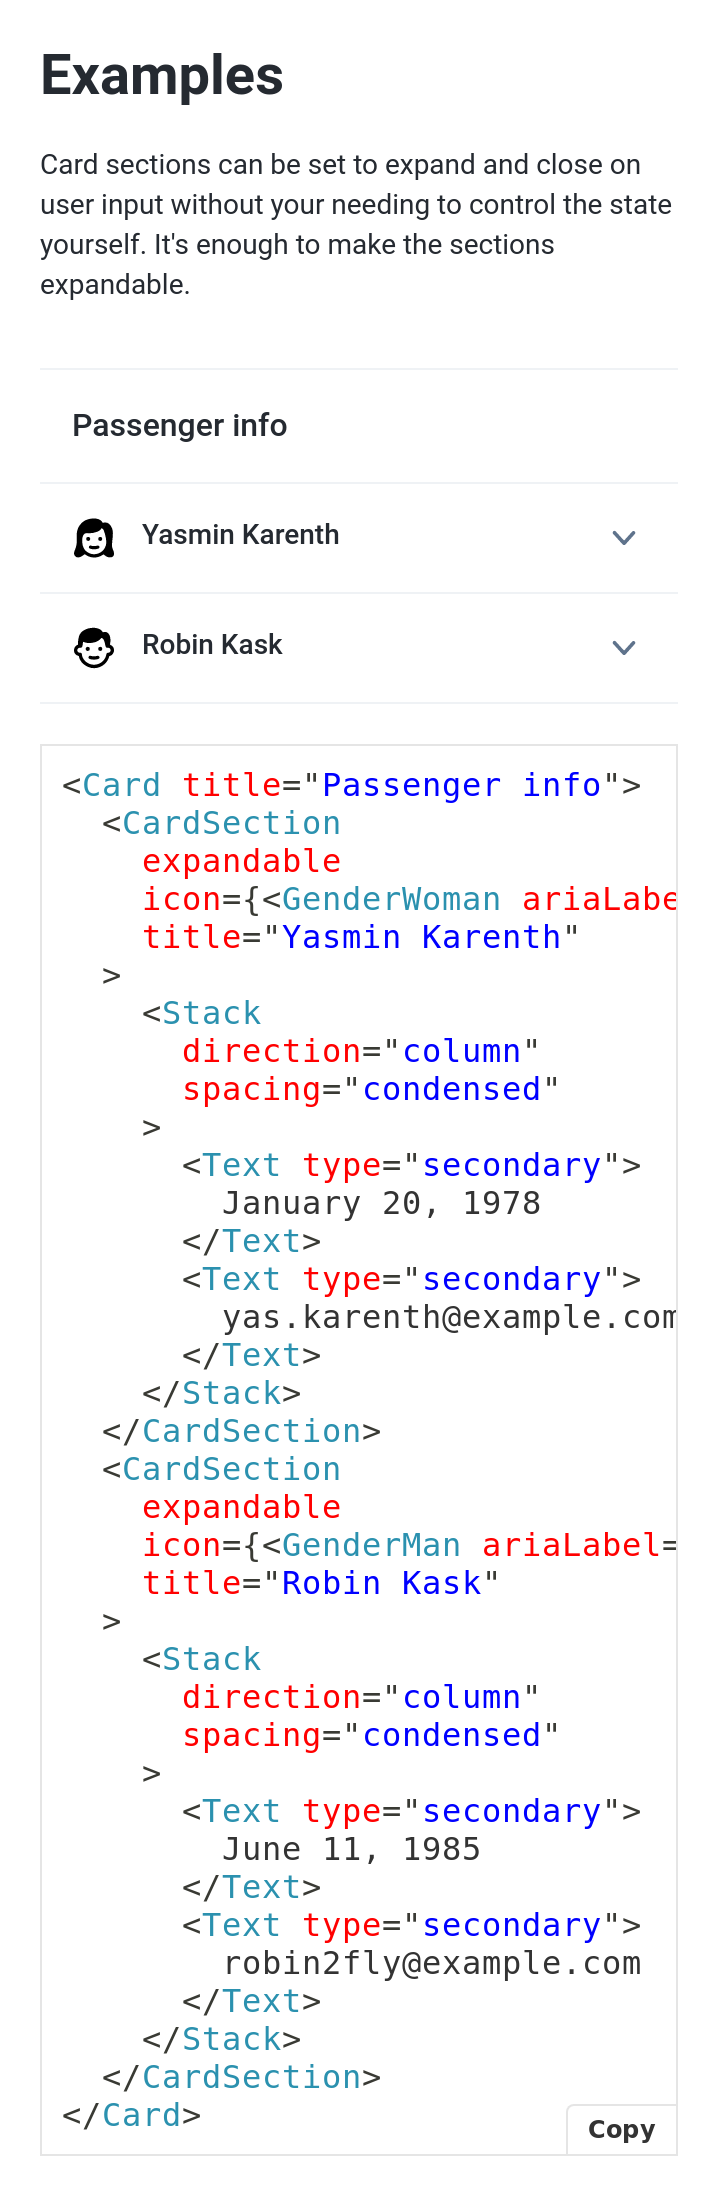 Examples
Card sections can be set to expand and close on
user input without your needing to control the state
yourself. It's enough to make the sections
expandable.
Passenger info
Yasmin Karenth
Robin Kask
<Card title="Passenger info">
  <CardSection
    expandable
    icon={<GenderWoman ariaLabe
    title="Yasmin Karenth"
  >
    <Stack
      direction="column"
      spacing="condensed"
    >
      <Text type="secondary">
        January 20, 1978
      </Text>
      <Text type="secondary">
        yas.karenth@example.com
      </Text>
    </Stack>
  </CardSection>
  <CardSection
    expandable
    icon={<GenderMan ariaLabel=
    title="Robin Kask"
  >
    <Stack
      direction="column"
      spacing="condensed"
    >
      <Text type="secondary">
        June 11, 1985
      </Text>
      <Text type="secondary">
        robin2fly@example.com
      </Text>
    </Stack>
  </CardSection>
</Card>
Copy